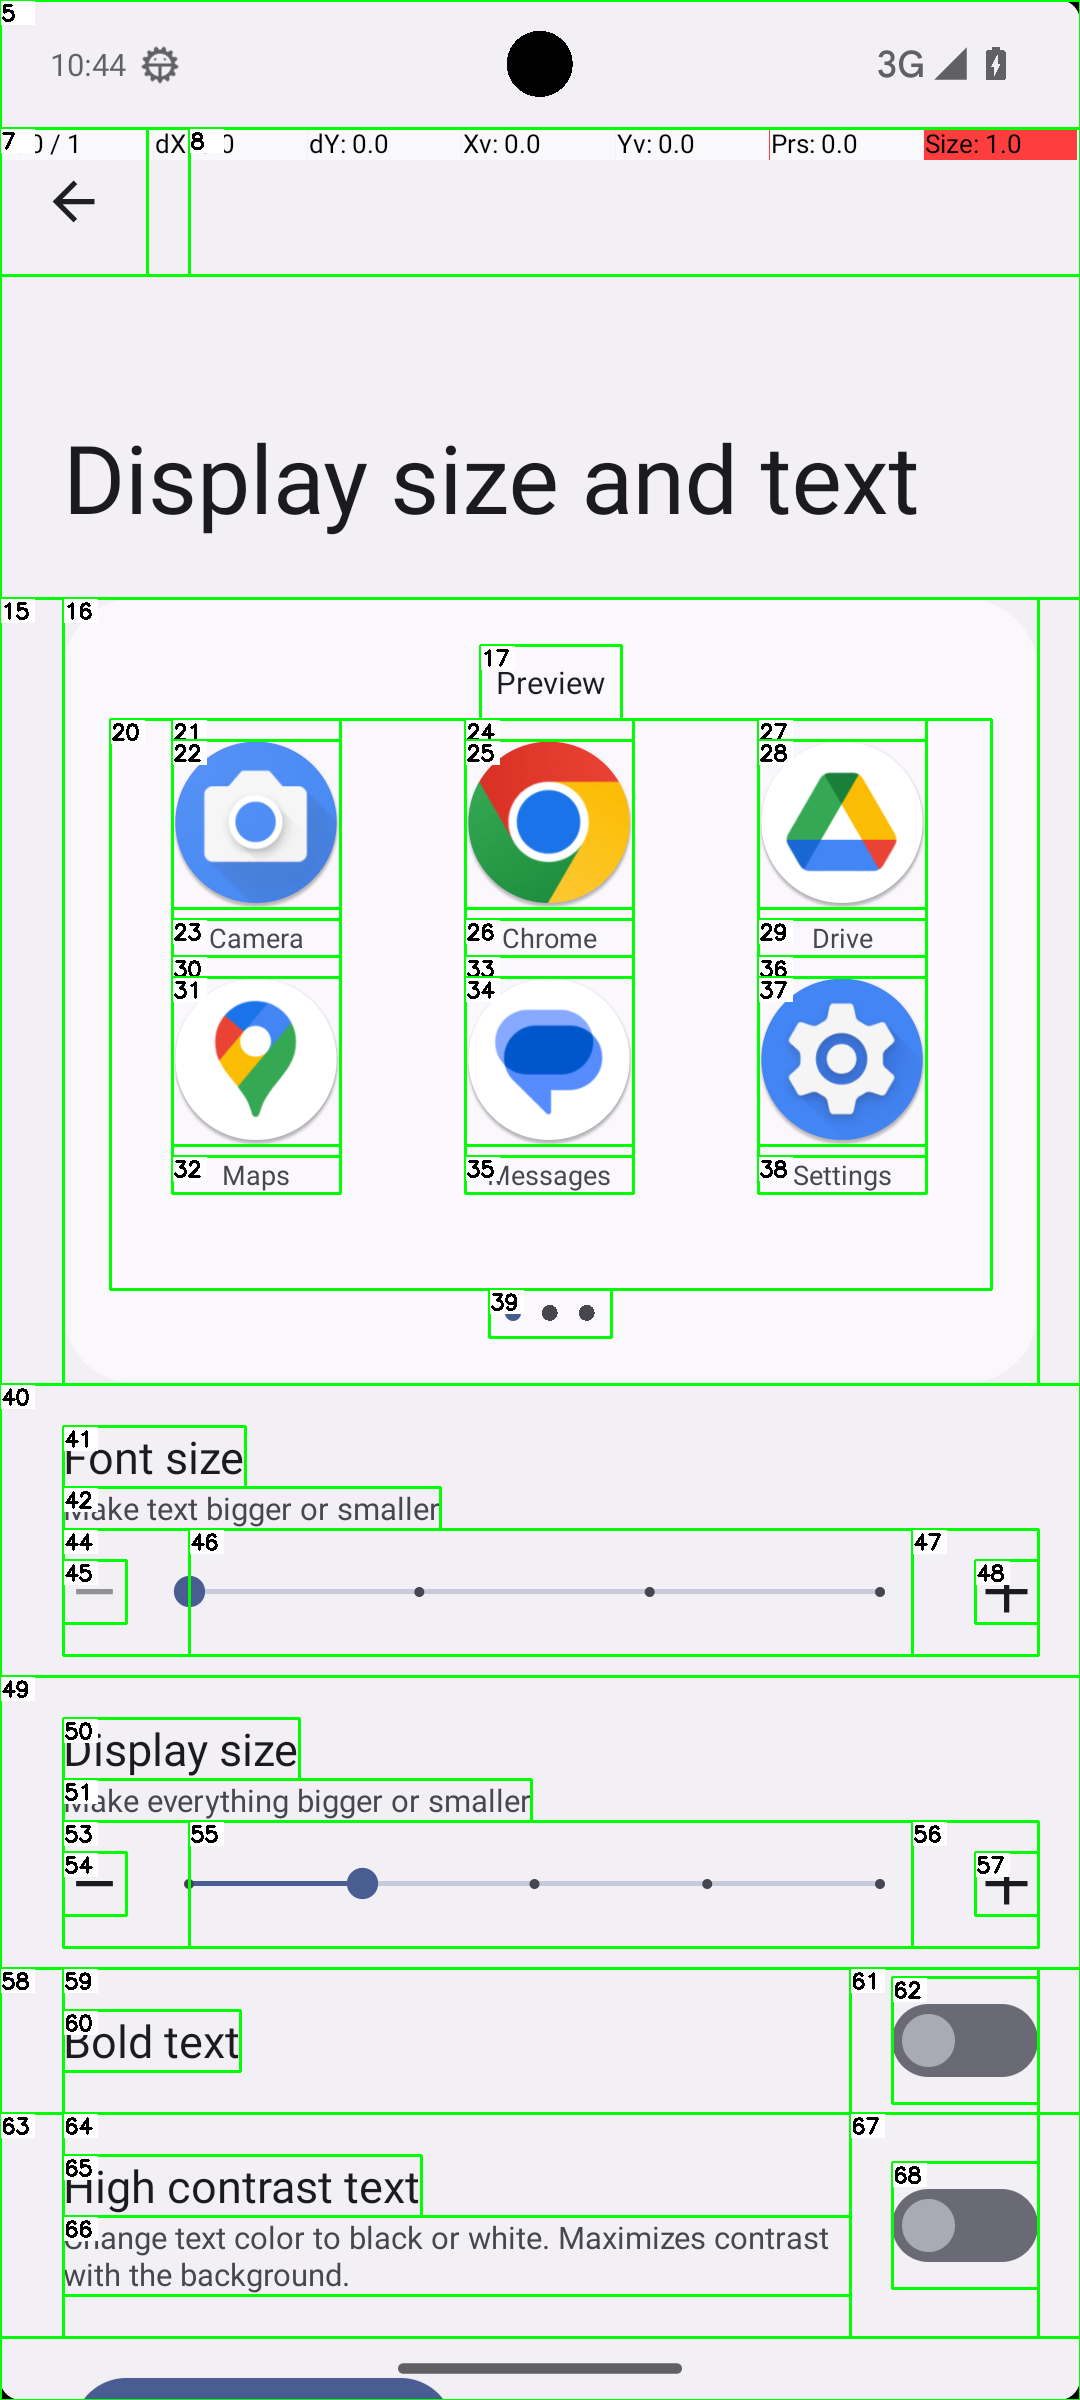 10:44
3G
dY: 0.0
Xv: 0.0
Yv: 0.0
Prs: 0.0
Size: 1.0
Display size and text
Preview
Camera
Chrome
Drive
Maps
Messages
Settings
Font size
Make text bigger or smaller
Display size
Make everything bigger or smaller
Bold text
High contrast text
Change text color to black or white. Maximizes contrast
with the background.
5
7
8
15
16
17
20
21
22
23
24
25
26
27
28
29
30
31
32
33
34
35
36
37
38
39
40
41
42
44
45
46
47
48
49
50
51
53
54
55
56
57
58
59
60
61
62
63
64
65
66
67
68